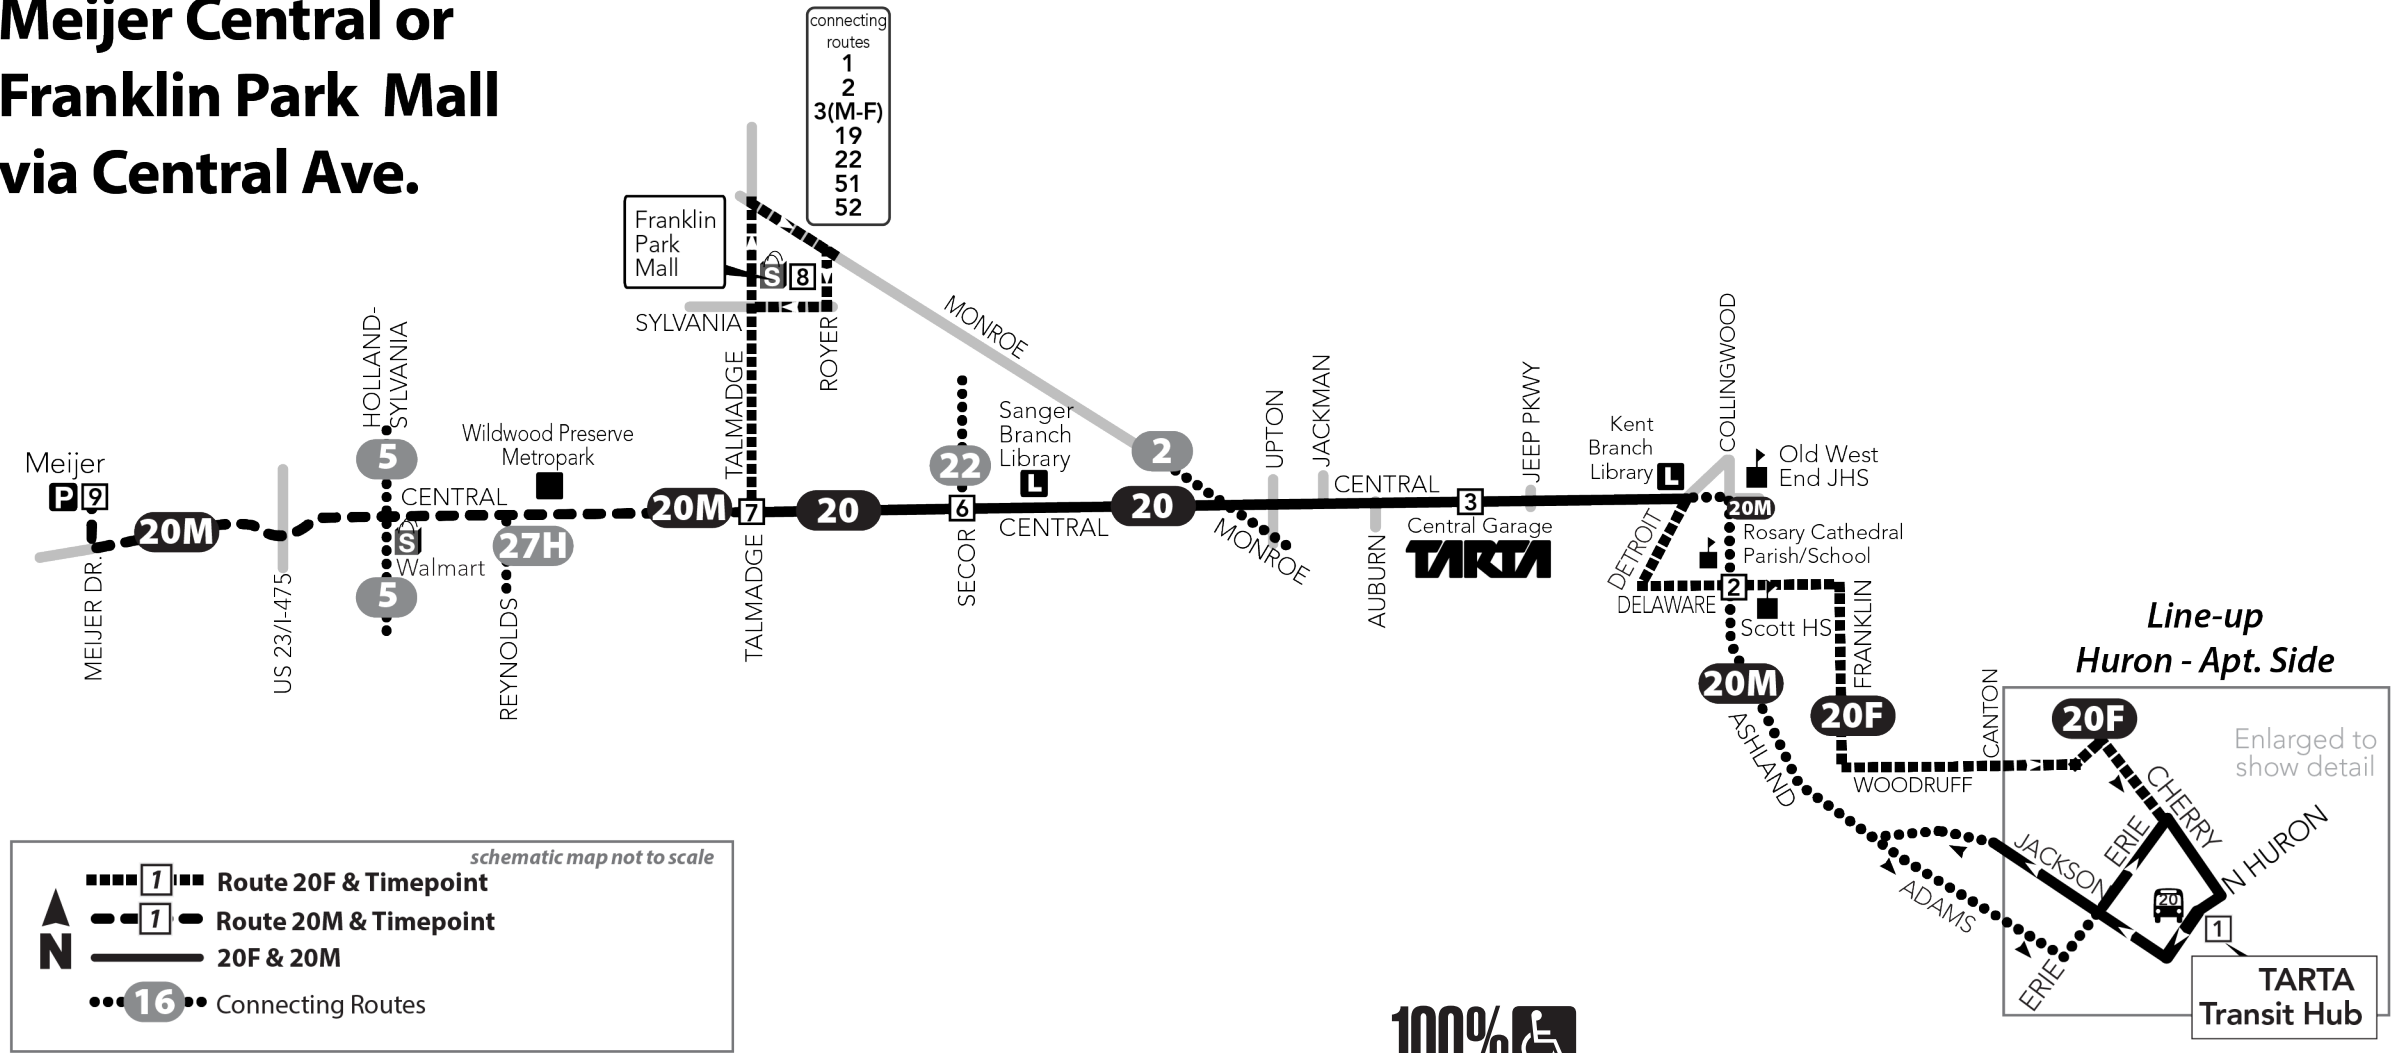 Meijer Central or
Franklin Park Mall
via Central Ave.
connecting
routes
1
2
3(M-F)
19
22
51
52
Franklin
Park
Mall
S
8
SYLVANIA
ROYER
MONROE
TALMADGE
HOLLAND-
SYLVANIA
5
Wildwood Preserve
Metropark
Meijer
P
9
20M
MEIJER DR.
US 23/I-475
CENTRAL
S
Walmart
5
27H
REYNOLDS
20M
7
TALMADGE
20
22
6
SECOR
Sanger
Branch
Library
L
CENTRAL
2
20
MONROE
UPTON
JACKMAN
CENTRAL
AUBURN
3
Central Garage
TARTA
JEEP PKWY
Kent
Branch
Library
L
COLLINGWOOD
Old West
End JHS
20M
Rosary Cathedral
Parish/School
DETROIT
DELAWARE
2
Scott HS
FRANKLIN
20M
ASHLAND
20F
WOODRUFF
CANTON
Line-up
Huron - Apt. Side
20F
Enlarged to
show detail
CHERRY
ERIE
N HURON
JACKSON
ADAMS
ERIE
20
1
TARTA
Transit Hub
schematic map not to scale
N
1
Route 20F & Timepoint
1
Route 20M & Timepoint
20F & 20M
16
Connecting Routes
100%